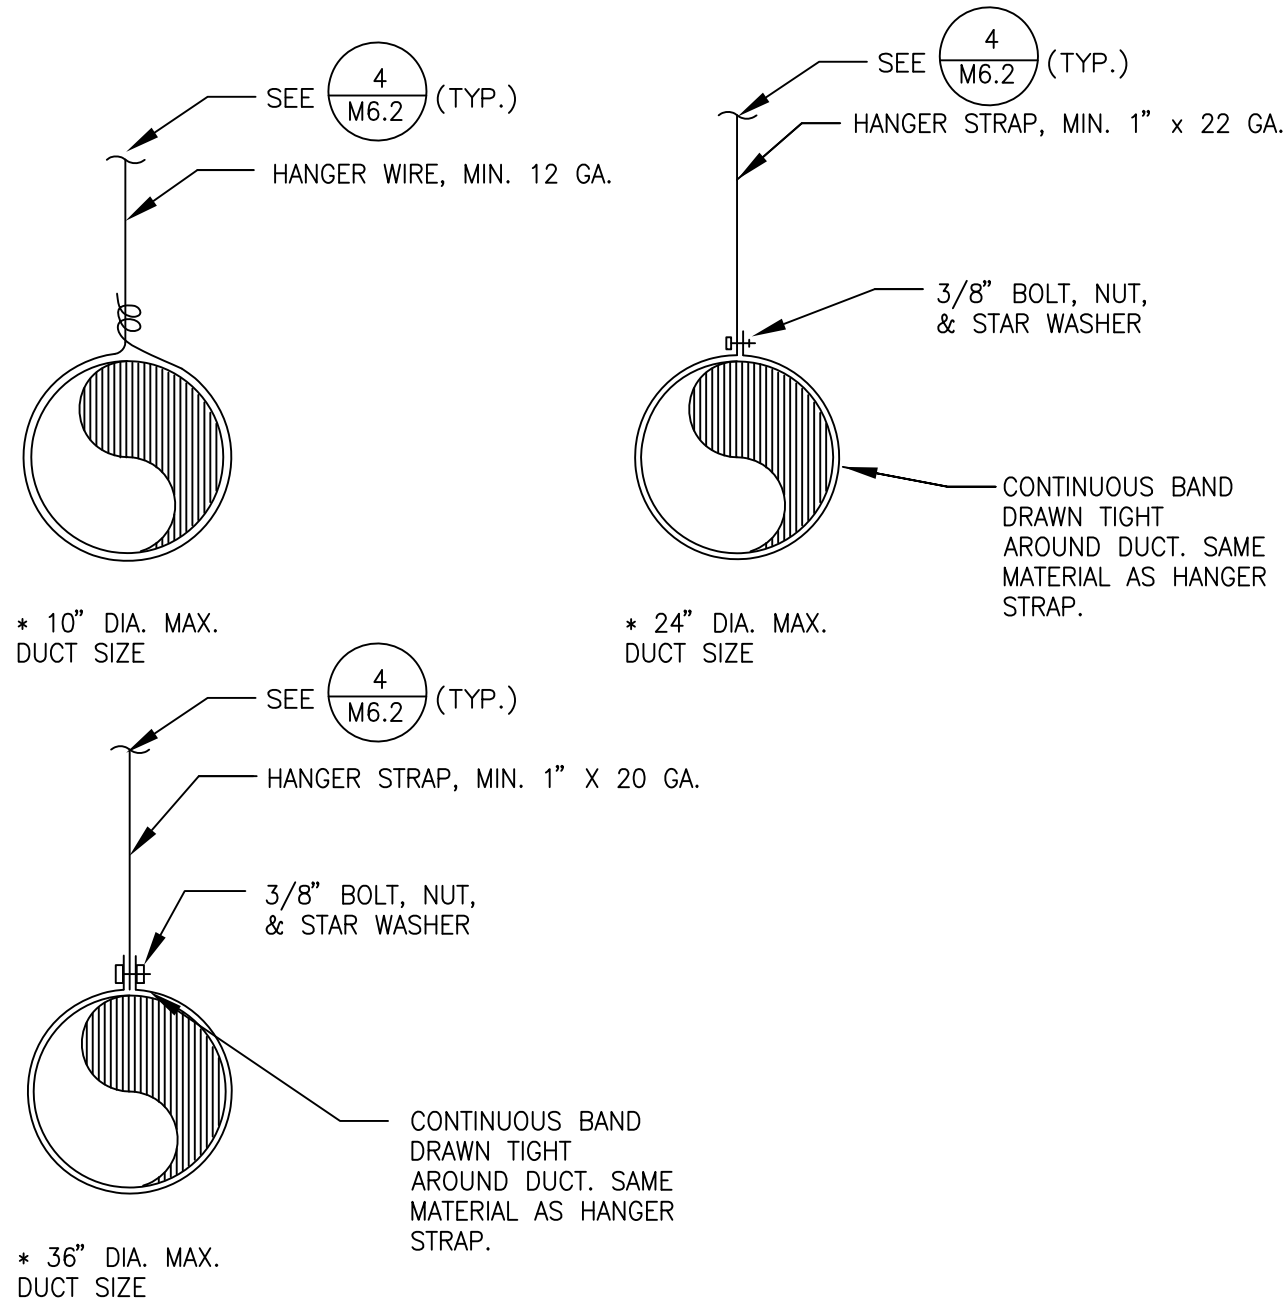 SEE 4 (TYP.)
M6.2
HANGER WIRE, MIN. 12 GA.
* 10” DIA. MAX.
DUCT SIZE
SEE 4 (TYP.)
M6.2
HANGER STRAP, MIN. 1” x 22 GA.
3/8” BOLT, NUT,
& STAR WASHER
CONTINUOUS BAND
DRAWN TIGHT
AROUND DUCT. SAME
MATERIAL AS HANGER
STRAP.
* 24” DIA. MAX.
DUCT SIZE
SEE 4 (TYP.)
M6.2
HANGER STRAP, MIN. 1” X 20 GA.
3/8” BOLT, NUT,
& STAR WASHER
CONTINUOUS BAND
DRAWN TIGHT
AROUND DUCT. SAME
MATERIAL AS HANGER
STRAP.
* 36” DIA. MAX.
DUCT SIZE